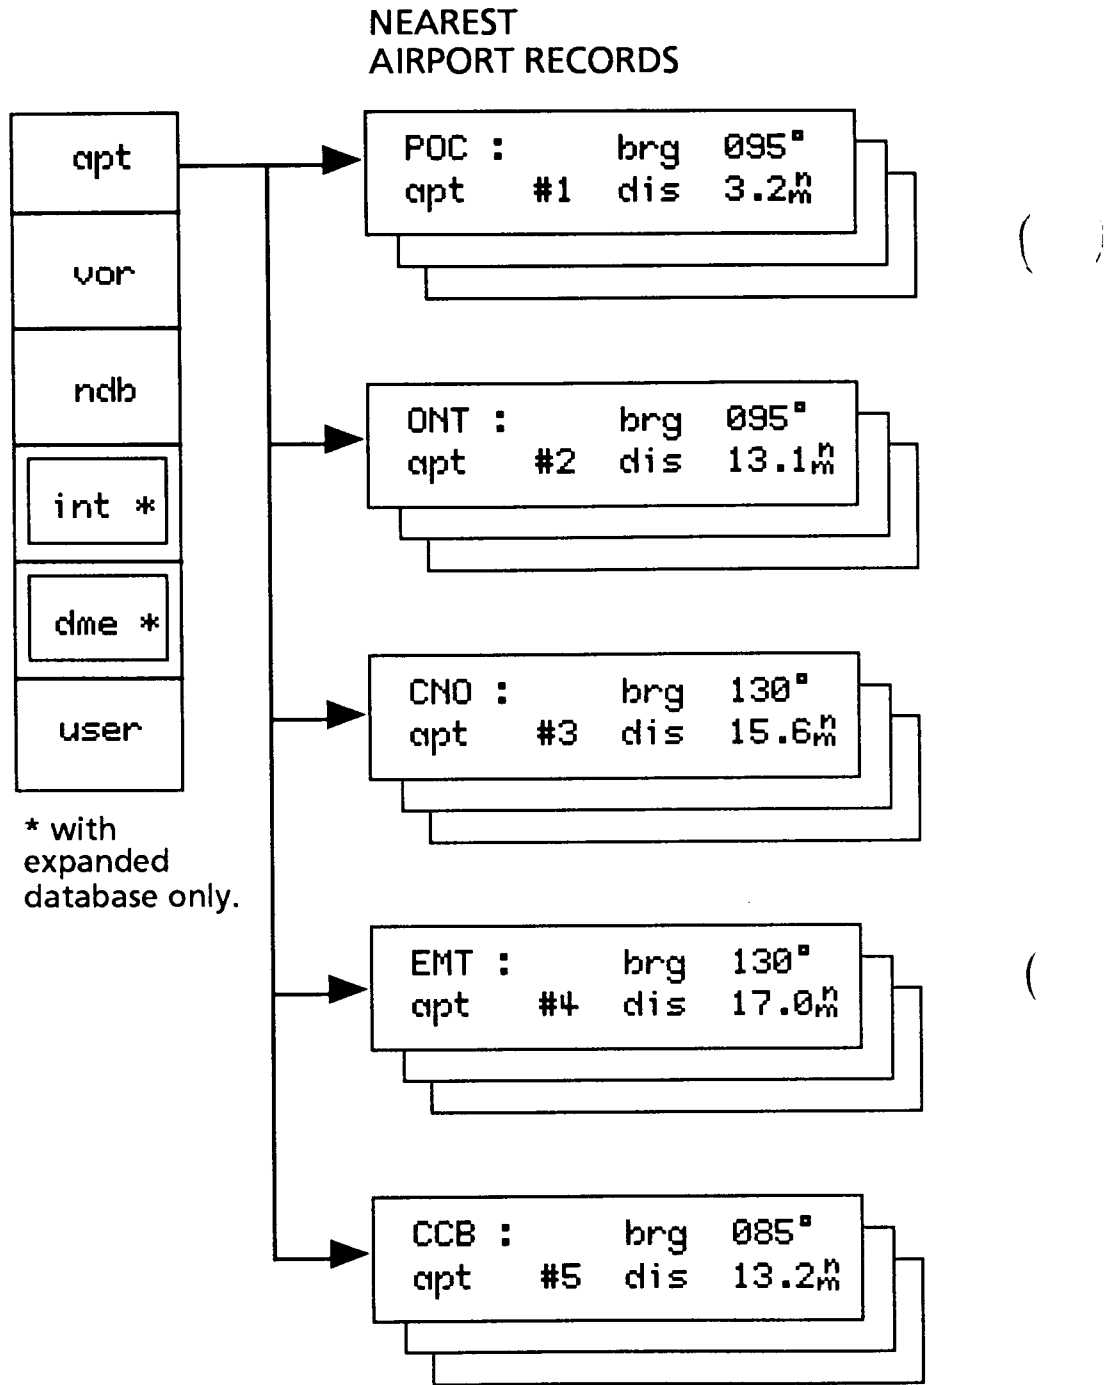 NEAREST
AIRPORT RECORDS
apt
vor
ndb
int *
dme *
user
* with
expanded
database only.
POC : brg 095°
apt #1 dis 3.2nm
ONT : brg 095°
apt #2 dis 13.1nm
CNO : brg 130°
apt #3 dis 15.6nm
EMT : brg 130°
apt #4 dis 17.0nm
CCB : brg 085°
apt #5 dis 13.2nm